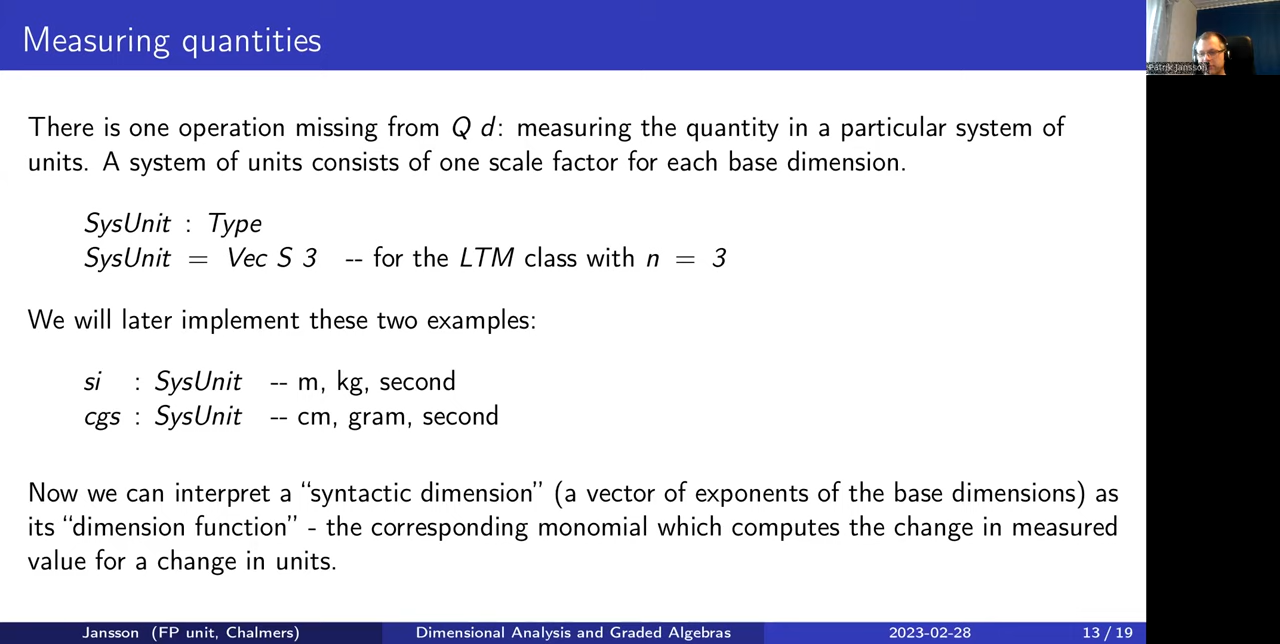 Measuring quantities
Patrik Jansson
There is one operation missing from Q d: measuring the quantity in a particular system of
units. A system of units consists of one scale factor for each base dimension.
SysUnit : Type
SysUnit = Vec S 3 -- for the LTM class with n = 3
We will later implement these two examples:
si : SysUnit -- m, kg, second
cgs : SysUnit -- cm, gram, second
Now we can interpret a “syntactic dimension” (a vector of exponents of the base dimensions) as
its “dimension function” - the corresponding monomial which computes the change in measured
value for a change in units.
Jansson (FP unit, Chalmers)
Dimensional Analysis and Graded Algebras
2023-02-28
13 / 19